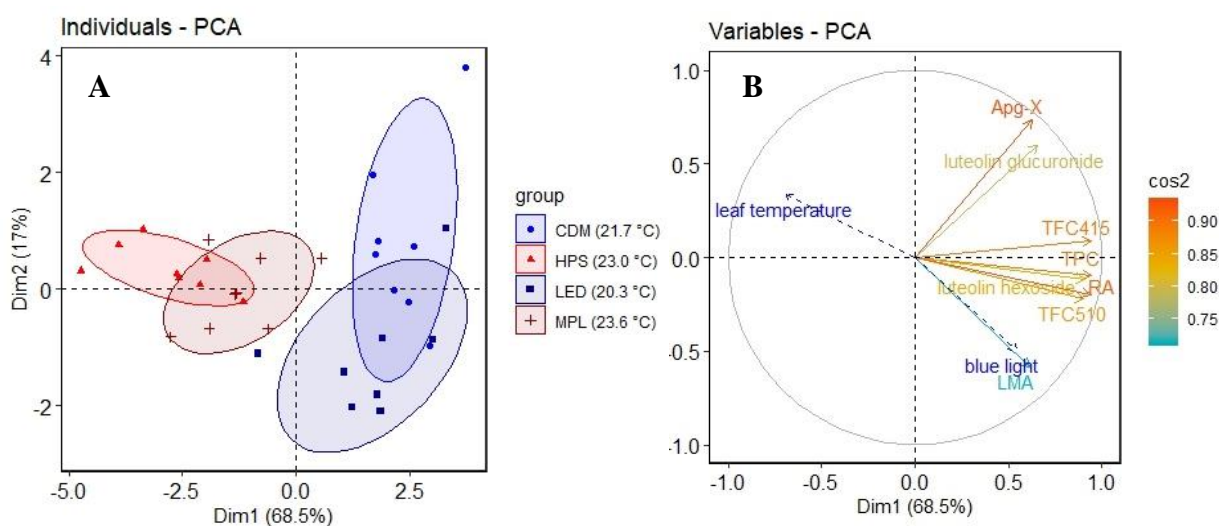 Individuals - PCA
A
4
2
0
-2
Dim2 (17%)
-5.0
-2.5
0.0
2.5
Dim1 (68.5%)
group
CDM (21.7 °C)
HPS (23.0 °C)
LED (20.3 °C)
MPL (23.6 °C)
Variables - PCA
B
1.0
0.5
0.0
-0.5
-1.0
Apg-X
luteolin glucuronide
leaf temperature
TFC415
TPC
luteolin hexoside
RA
TFC510
blue light
LMA
-1.0
-0.5
0.0
0.5
1.0
Dim1 (68.5%)
cos2
0.90
0.85
0.80
0.75